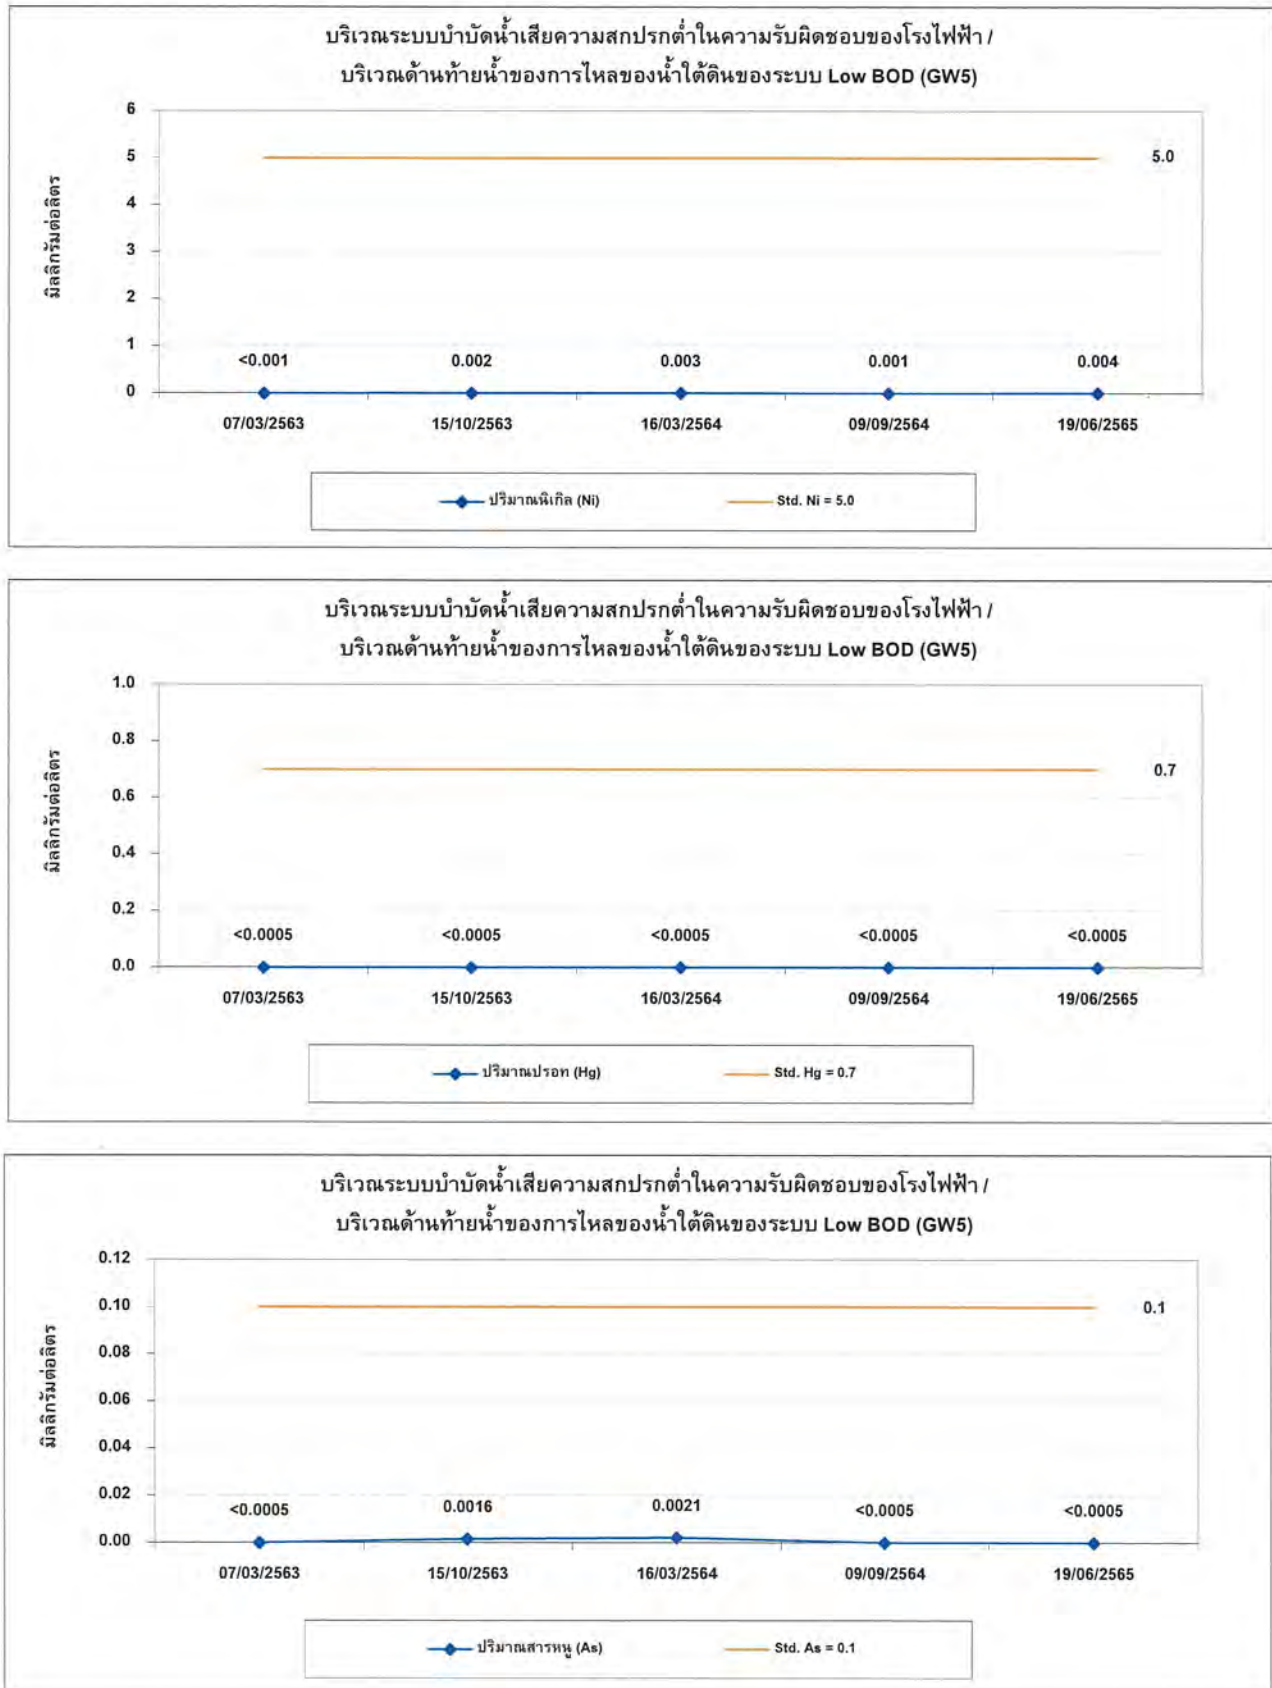 บริเวณระบบบำบัดน้ำเสียความสกปรกต่ำในความรับผิดชอบของโรงไฟฟ้า /
บริเวณด้านท้ายน้ำของการไหลของน้ำใต้ดินของระบบ Low BOD (GW5)
มิลลิกรัมต่อลิตร
6
5
4
3
2
1
0
5.0
<0.001 0.002 0.003 0.001 0.004
07/03/2563 15/10/2563 16/03/2564 09/09/2564 19/06/2565
ปริมาณนิเกิล (Ni) Std. Ni = 5.0
บริเวณระบบบำบัดน้ำเสียความสกปรกต่ำในความรับผิดชอบของโรงไฟฟ้า /
บริเวณด้านท้ายน้ำของการไหลของน้ำใต้ดินของระบบ Low BOD (GW5)
มิลลิกรัมต่อลิตร
1.0
0.8
0.6
0.4
0.2
0.0
0.7
<0.0005 <0.0005 <0.0005 <0.0005 <0.0005
07/03/2563 15/10/2563 16/03/2564 09/09/2564 19/06/2565
ปริมาณปรอท (Hg) Std. Hg = 0.7
บริเวณระบบบำบัดน้ำเสียความสกปรกต่ำในความรับผิดชอบของโรงไฟฟ้า /
บริเวณด้านท้ายน้ำของการไหลของน้ำใต้ดินของระบบ Low BOD (GW5)
มิลลิกรัมต่อลิตร
0.12
0.10
0.08
0.06
0.04
0.02
0.00
0.1
<0.0005 0.0016 0.0021 <0.0005 <0.0005
07/03/2563 15/10/2563 16/03/2564 09/09/2564 19/06/2565
ปริมาณสารหนู (As) Std. As = 0.1